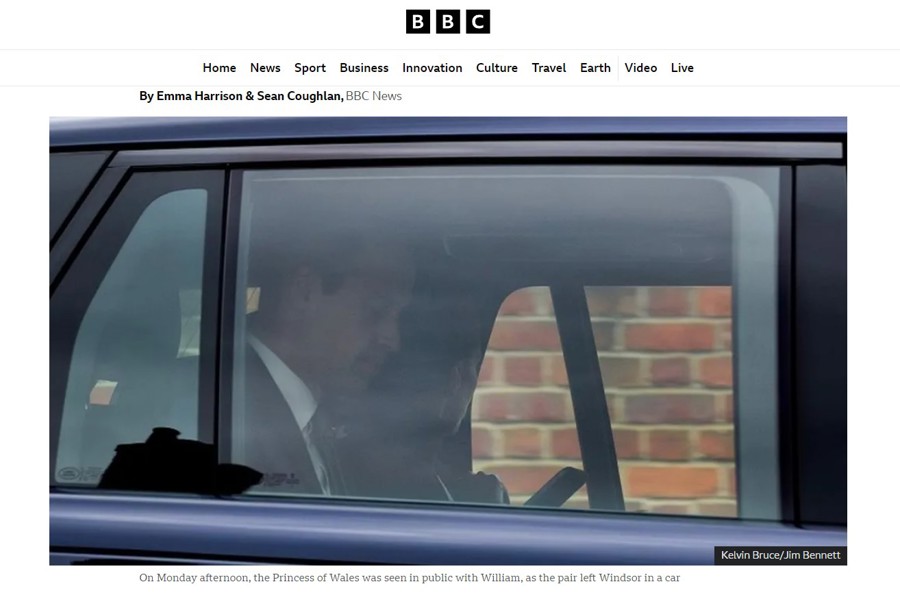 BBC
Home News Sport Business Innovation Culture Travel Earth Video Live
By Emma Harrison & Sean Coughlan, BBC News
Kelvin Bruce/Jim Bennett
On Monday afternoon, the Princess of Wales was seen in public with William, as the pair left Windsor in a car